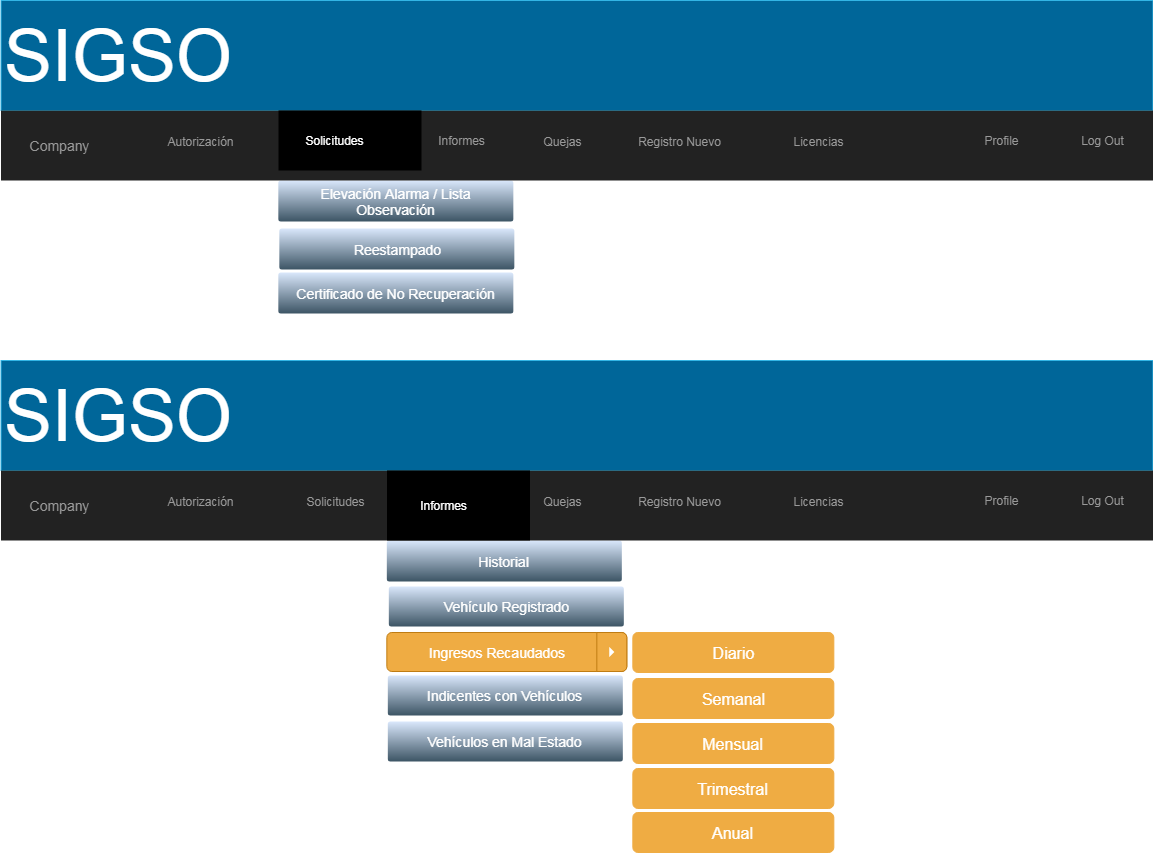 SIGSO
Company Autorización Solicitudes Informes Quejas Registro Nuevo Licencias Profile Log Out
Elevación Alarma / Lista
Observación
Reestampado
Certificado de No Recuperación
SIGSO
Company Autorización Solicitudes Informes Quejas Registro Nuevo Licencias Profile Log Out
Historial
Vehículo Registrado
Ingresos Recaudados Diario
Semanal
Indicentes con Vehículos
Mensual
Vehículos en Mal Estado
Trimestral
Anual